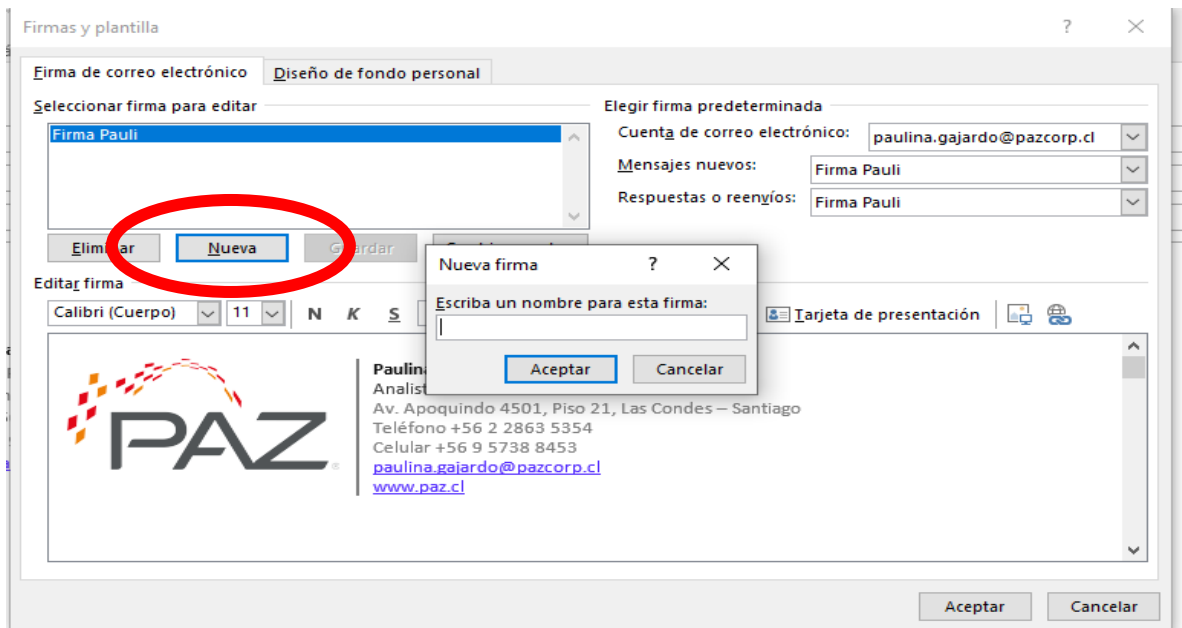 Firmas y plantilla
Firma de correo electrónico Diseño de fondo personal
Seleccionar firma para editar
Firma Pauli
Elegir firma predeterminada
Cuenta de correo electrónico: paulina.gajardo@pazcorp.cl
Mensajes nuevos: Firma Pauli
Respuestas o reenvíos: Firma Pauli
Nueva
Nueva firma ? ×
Escriba un nombre para esta firma:
Aceptar Cancelar
Editar firma
Calibri (Cuerpo) 11 N K S
Tarjeta de presentación
PAZ
Av. Apoquindo 4501, Piso 21, Las Condes – Santiago
Teléfono +56 2 2863 5354
Celular +56 9 5738 8453
paulina.gajardo@pazcorp.cl
www.paz.cl
Aceptar Cancelar